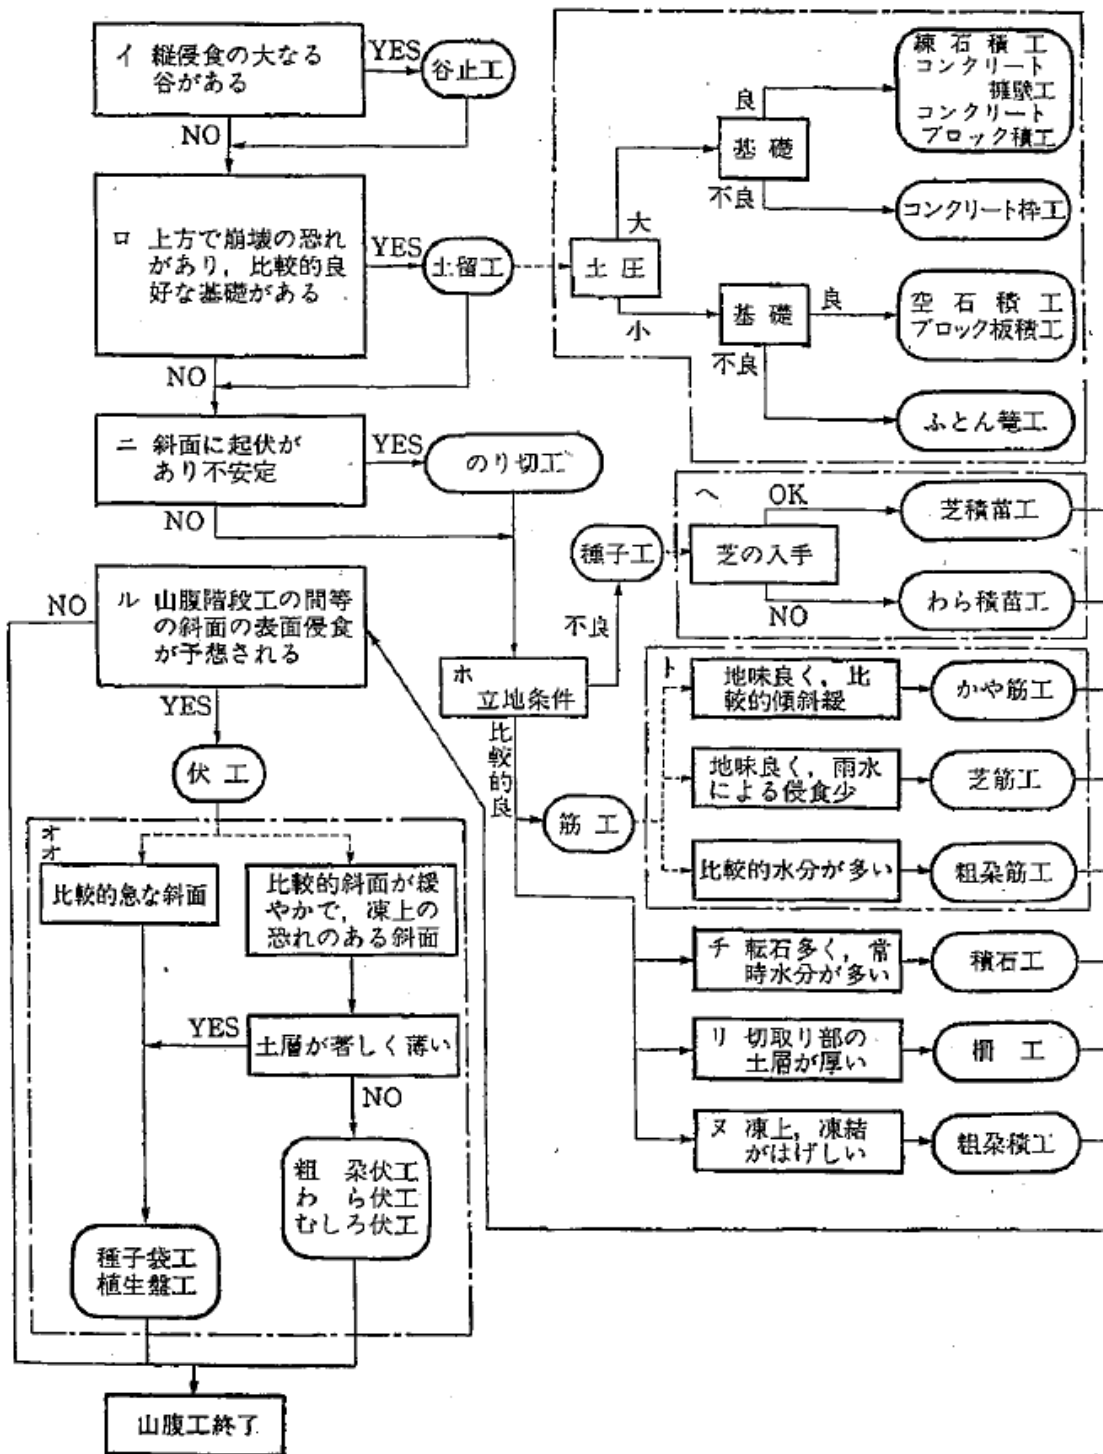 イ 縦侵食の大なる
谷がある
YES
谷止工
NO
ロ 上方で崩壊の恐れ
があり，比較的良
好な基礎がある
YES
土留工
NO
土圧
大
小
基礎
良
不良
練石積工
コンクリート
擁壁工
コンクリート
ブロック積工
コンクリート枠工
基礎
良
不良
空石積工
ブロック板積工
ふとん篭工
ニ 斜面に起伏が
あり不安定
YES
のり切工
NO
ホ
立地条件
不良
種子工
ヘ
芝の入手
OK
芝積苗工
NO
わら積苗工
比較的良
筋工
ト
地味良く，比
較的傾斜緩
かや筋工
地味良く，雨水
による侵食少
芝筋工
比較的水分が多い
粗朶筋工
チ 転石多く，常
時水分が多い
積石工
リ 切取り部の
土層が厚い
柵工
ヌ 凍上，凍結
がはげしい
粗朶積工
ル 山腹階段工の間等
の斜面の表面侵食
が予想される
NO
YES
伏工
オ
オ
比較的急な斜面
比較的斜面が緩
やかで，凍上の
恐れのある斜面
土層が著しく薄い
YES
NO
粗朶伏工
わら伏工
むしろ伏工
種子袋工
植生盤工
山腹工終了